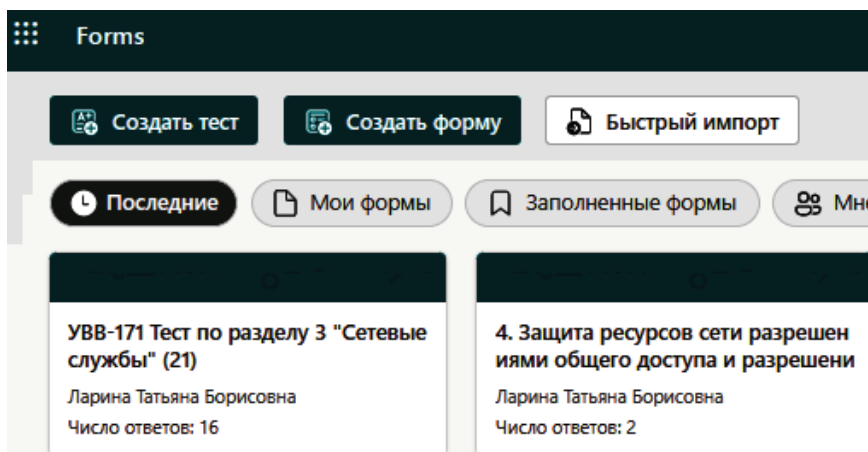 Forms
Создать тест
Создать форму
Быстрый импорт
Последние
Мои формы
Заполненные формы
УВВ-171 Тест по разделу 3 "Сетевые
службы" (21)
Ларина Татьяна Борисовна
Число ответов: 16
4. Защита ресурсов сети разрешен
иями общего доступа и разрешени
Ларина Татьяна Борисовна
Число ответов: 2